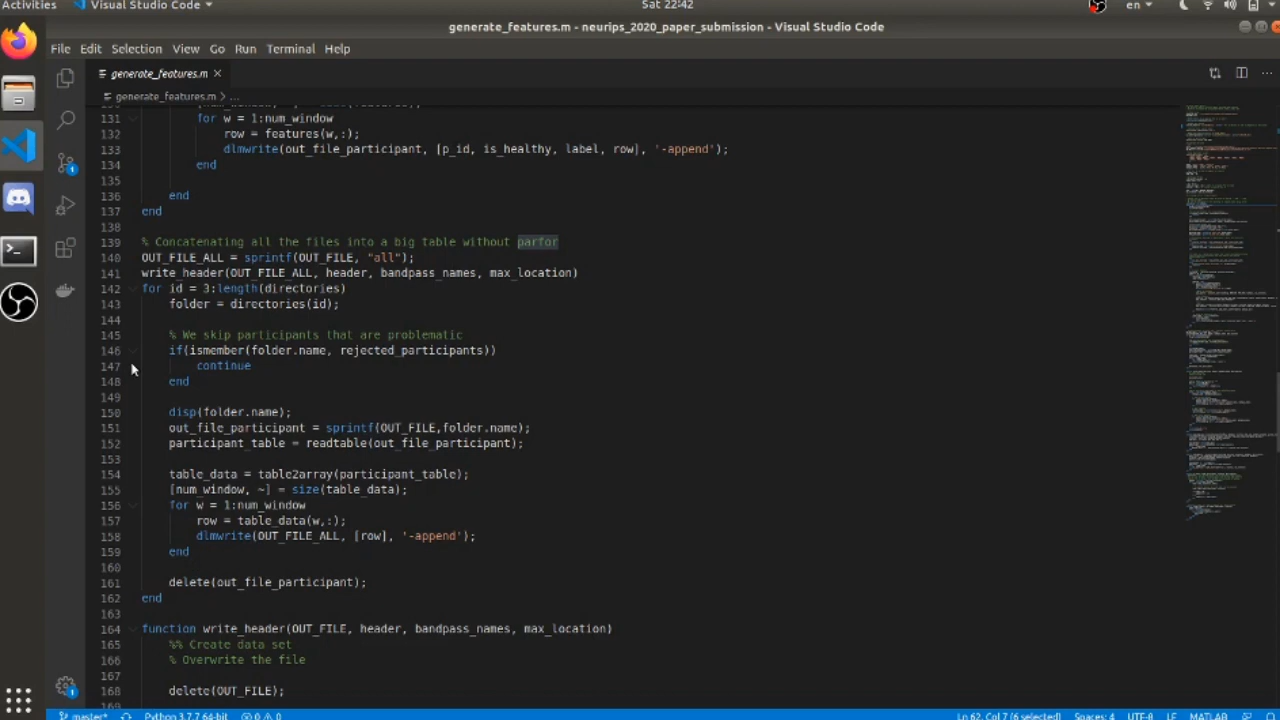 Activities
Visual Studio Code
Sat 22:42
en
generate_features.m - neurips_2020_paper_submission - Visual Studio Code
File Edit Selection View Go Run Terminal Help
generate_features.m
generate_features.m > ...
131 for w = 1:num_window
132 row = features(w,:);
133 dlmwrite(out_file_participant, [p_id, is_healthy, label, row], '-append');
134 end
135
136 end
137 end
138
139 % Concatenating all the files into a big table without parfor
140 OUT_FILE_ALL = sprintf(OUT_FILE, "all");
141 write_header(OUT_FILE_ALL, header, bandpass_names, max_location)
142 for id = 3:length(directories)
143 folder = directories(id);
144
145 % We skip participants that are problematic
146 if(ismember(folder.name, rejected_participants))
147 continue
148 end
149
150 disp(folder.name);
151 out_file_participant = sprintf(OUT_FILE,folder.name);
152 participant_table = readtable(out_file_participant);
153
154 table_data = table2array(participant_table);
155 [num_window, ~] = size(table_data);
156 for w = 1:num_window
157 row = table_data(w,:);
158 dlmwrite(OUT_FILE_ALL, [row], '-append');
159 end
160
161 delete(out_file_participant);
162 end
163
164 function write_header(OUT_FILE, header, bandpass_names, max_location)
165 %% Create data set
166 % Overwrite the file
167
168 delete(OUT_FILE);
master* Python 3.7.7 64-bit 0 0 Ln 62, Col 7 (6 selected) Spaces: 4 UTF-8 LF MATLAB